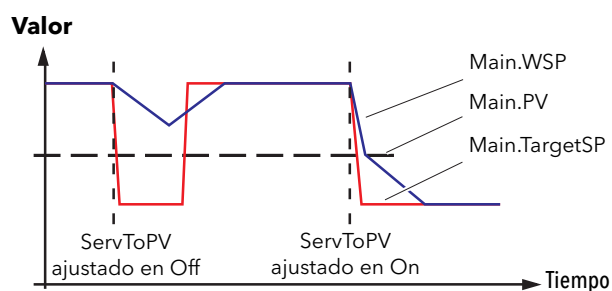 Valor
Main.WSP
Main.PV
Main.TargetSP
ServToPV
ajustado en Off
ServToPV
ajustado en On
Tiempo